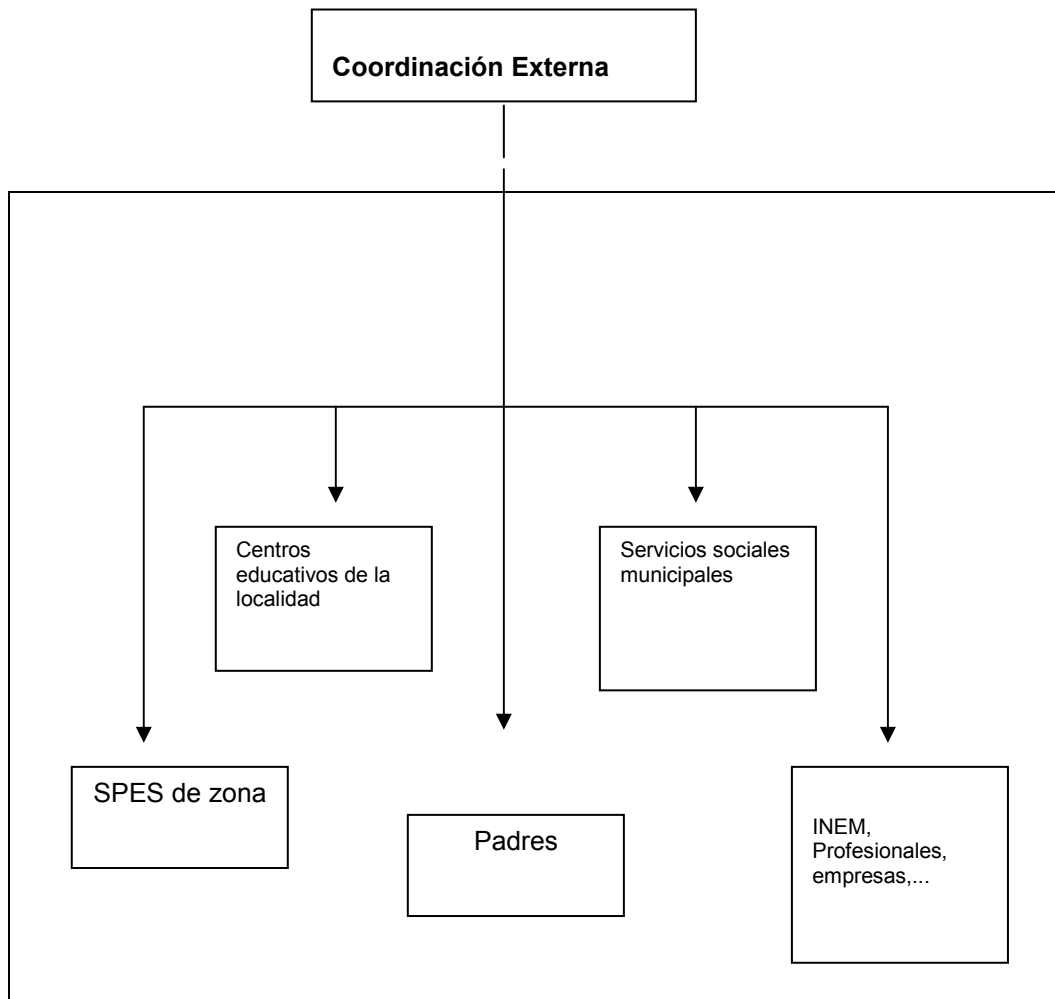 Coordinación Externa
Centros
educativos de la
localidad
Servicios sociales
municipales
SPES de zona
Padres
INEM,
Profesionales,
empresas,...